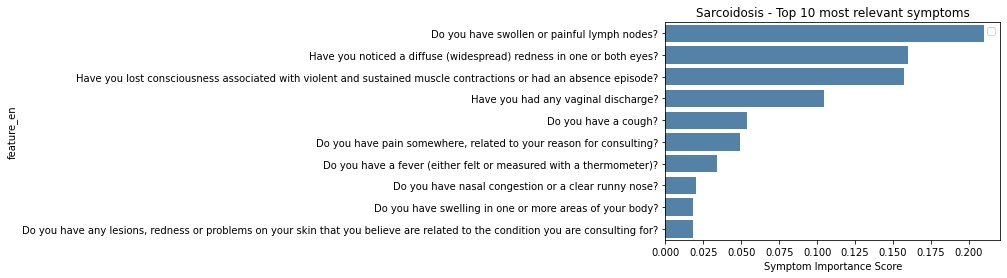 Sarcoidosis - Top 10 most relevant symptoms
feature_en
Do you have swollen or painful lymph nodes?
Have you noticed a diffuse (widespread) redness in one or both eyes?
Have you lost consciousness associated with violent and sustained muscle contractions or had an absence episode?
Have you had any vaginal discharge?
Do you have a cough?
Do you have pain somewhere, related to your reason for consulting?
Do you have a fever (either felt or measured with a thermometer)?
Do you have nasal congestion or a clear runny nose?
Do you have swelling in one or more areas of your body?
Do you have any lesions, redness or problems on your skin that you believe are related to the condition you are consulting for?
0.000 0.025 0.050 0.075 0.100 0.125 0.150 0.175 0.200
Symptom Importance Score